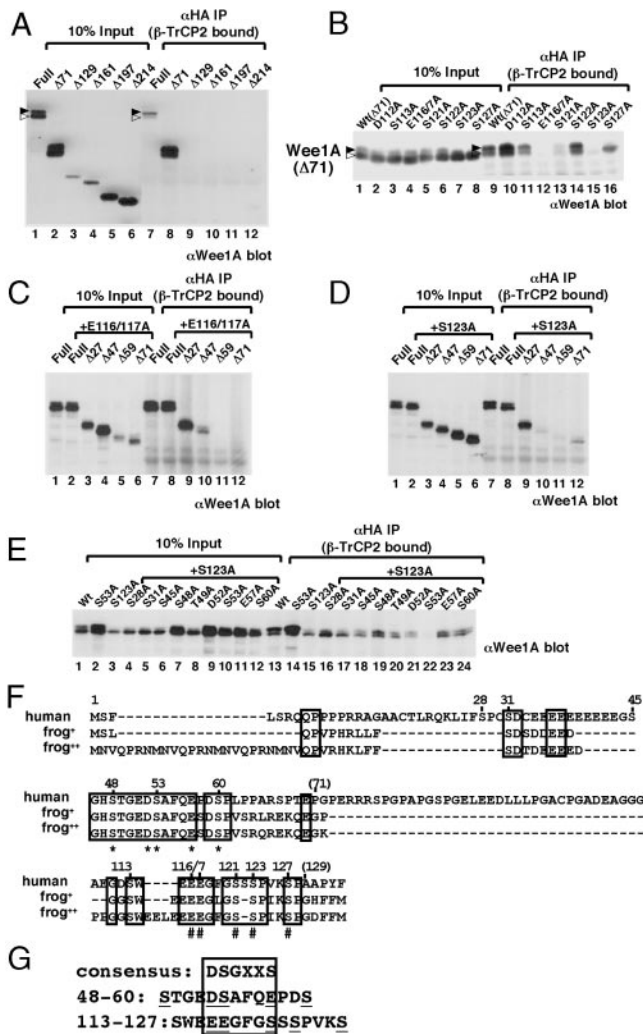 A
10% Input
αHA IP
(β-TrCP2 bound)
Full Δ71 Δ129 Δ161 Δ197 Δ214 Full Δ71 Δ129 Δ161 Δ197 Δ214
1 2 3 4 5 6 7 8 9 10 11 12
αWee1A blot
B
αHA IP
10% Input (β-TrCP2 bound)
Wt(Δ71) D112A S113A E116/7A S121A S122A S123A S127A Wt(Δ71) D112A S113A E116/7A S121A S122A S123A S127A
Wee1A
(Δ71)
1 2 3 4 5 6 7 8 9 10 11 12 13 14 15 16
αWee1A blot
C
αHA IP
10% Input (β-TrCP2 bound)
+E116/117A +E116/117A
Full Full Δ27 Δ47 Δ59 Δ71 Full Full Δ27 Δ47 Δ59 Δ71
1 2 3 4 5 6 7 8 9 10 11 12
αWee1A blot
D
αHA IP
10% Input (β-TrCP2 bound)
+S123A +S123A
Full Full Δ27 Δ47 Δ59 Δ71 Full Full Δ27 Δ47 Δ59 Δ71
1 2 3 4 5 6 7 8 9 10 11 12
αWee1A blot
E
αHA IP
10% Input (β-TrCP2 bound)
+S123A +S123A
Wt S53A S123A S28A S31A S45A S48A T49A D52A S53A E57A S60A Wt S53A S123A S28A S31A S45A S48A T49A D52A S53A E57A S60A
αWee1A blot
1 2 3 4 5 6 7 8 9 10 11 12 13 14 15 16 17 18 19 20 21 22 23 24
F
1 28 31 45
human MSF--------------LSRQQPPPPRRAGAACTLRQKLIFSPCSDCEEEEEEEEEEGS
frog+ MSL-----------------QPVPHRLLF-----------SDSDDEED-----------
frog++ MNVQPRNMNVQPRNMNVQPRNMNVQPVRHKLFF-----------SDTDEEED---------
48 53 60 (71)
human GHSTGEDSAFQEPDSPLPPARSPTEPGPERRRSPGPAPGSPGELEEDLLLPGACPGADEAGGG
frog+ GHSTGEDSAFQESDSPVSRLREKQEGK------------------------------------
frog++ GHSTGEDSAFQESDSPVSRQREKQEGP------------------------------------
* ** * *
113 116/7 121 123 127 (129)
human AEGDSW----EEEGFGSSSPVKSPAAPYF
frog+ --GGSW----EEEGLGS-SPIKSPGHFFM
frog++ PPGGSWEELEEEEGFGS-SPIKSPGDFFM
## # # #
G
consensus: DSGXXS
48-60: STGEDSAFQEPDS
113-127: SWEEEGFGSSSPVKS